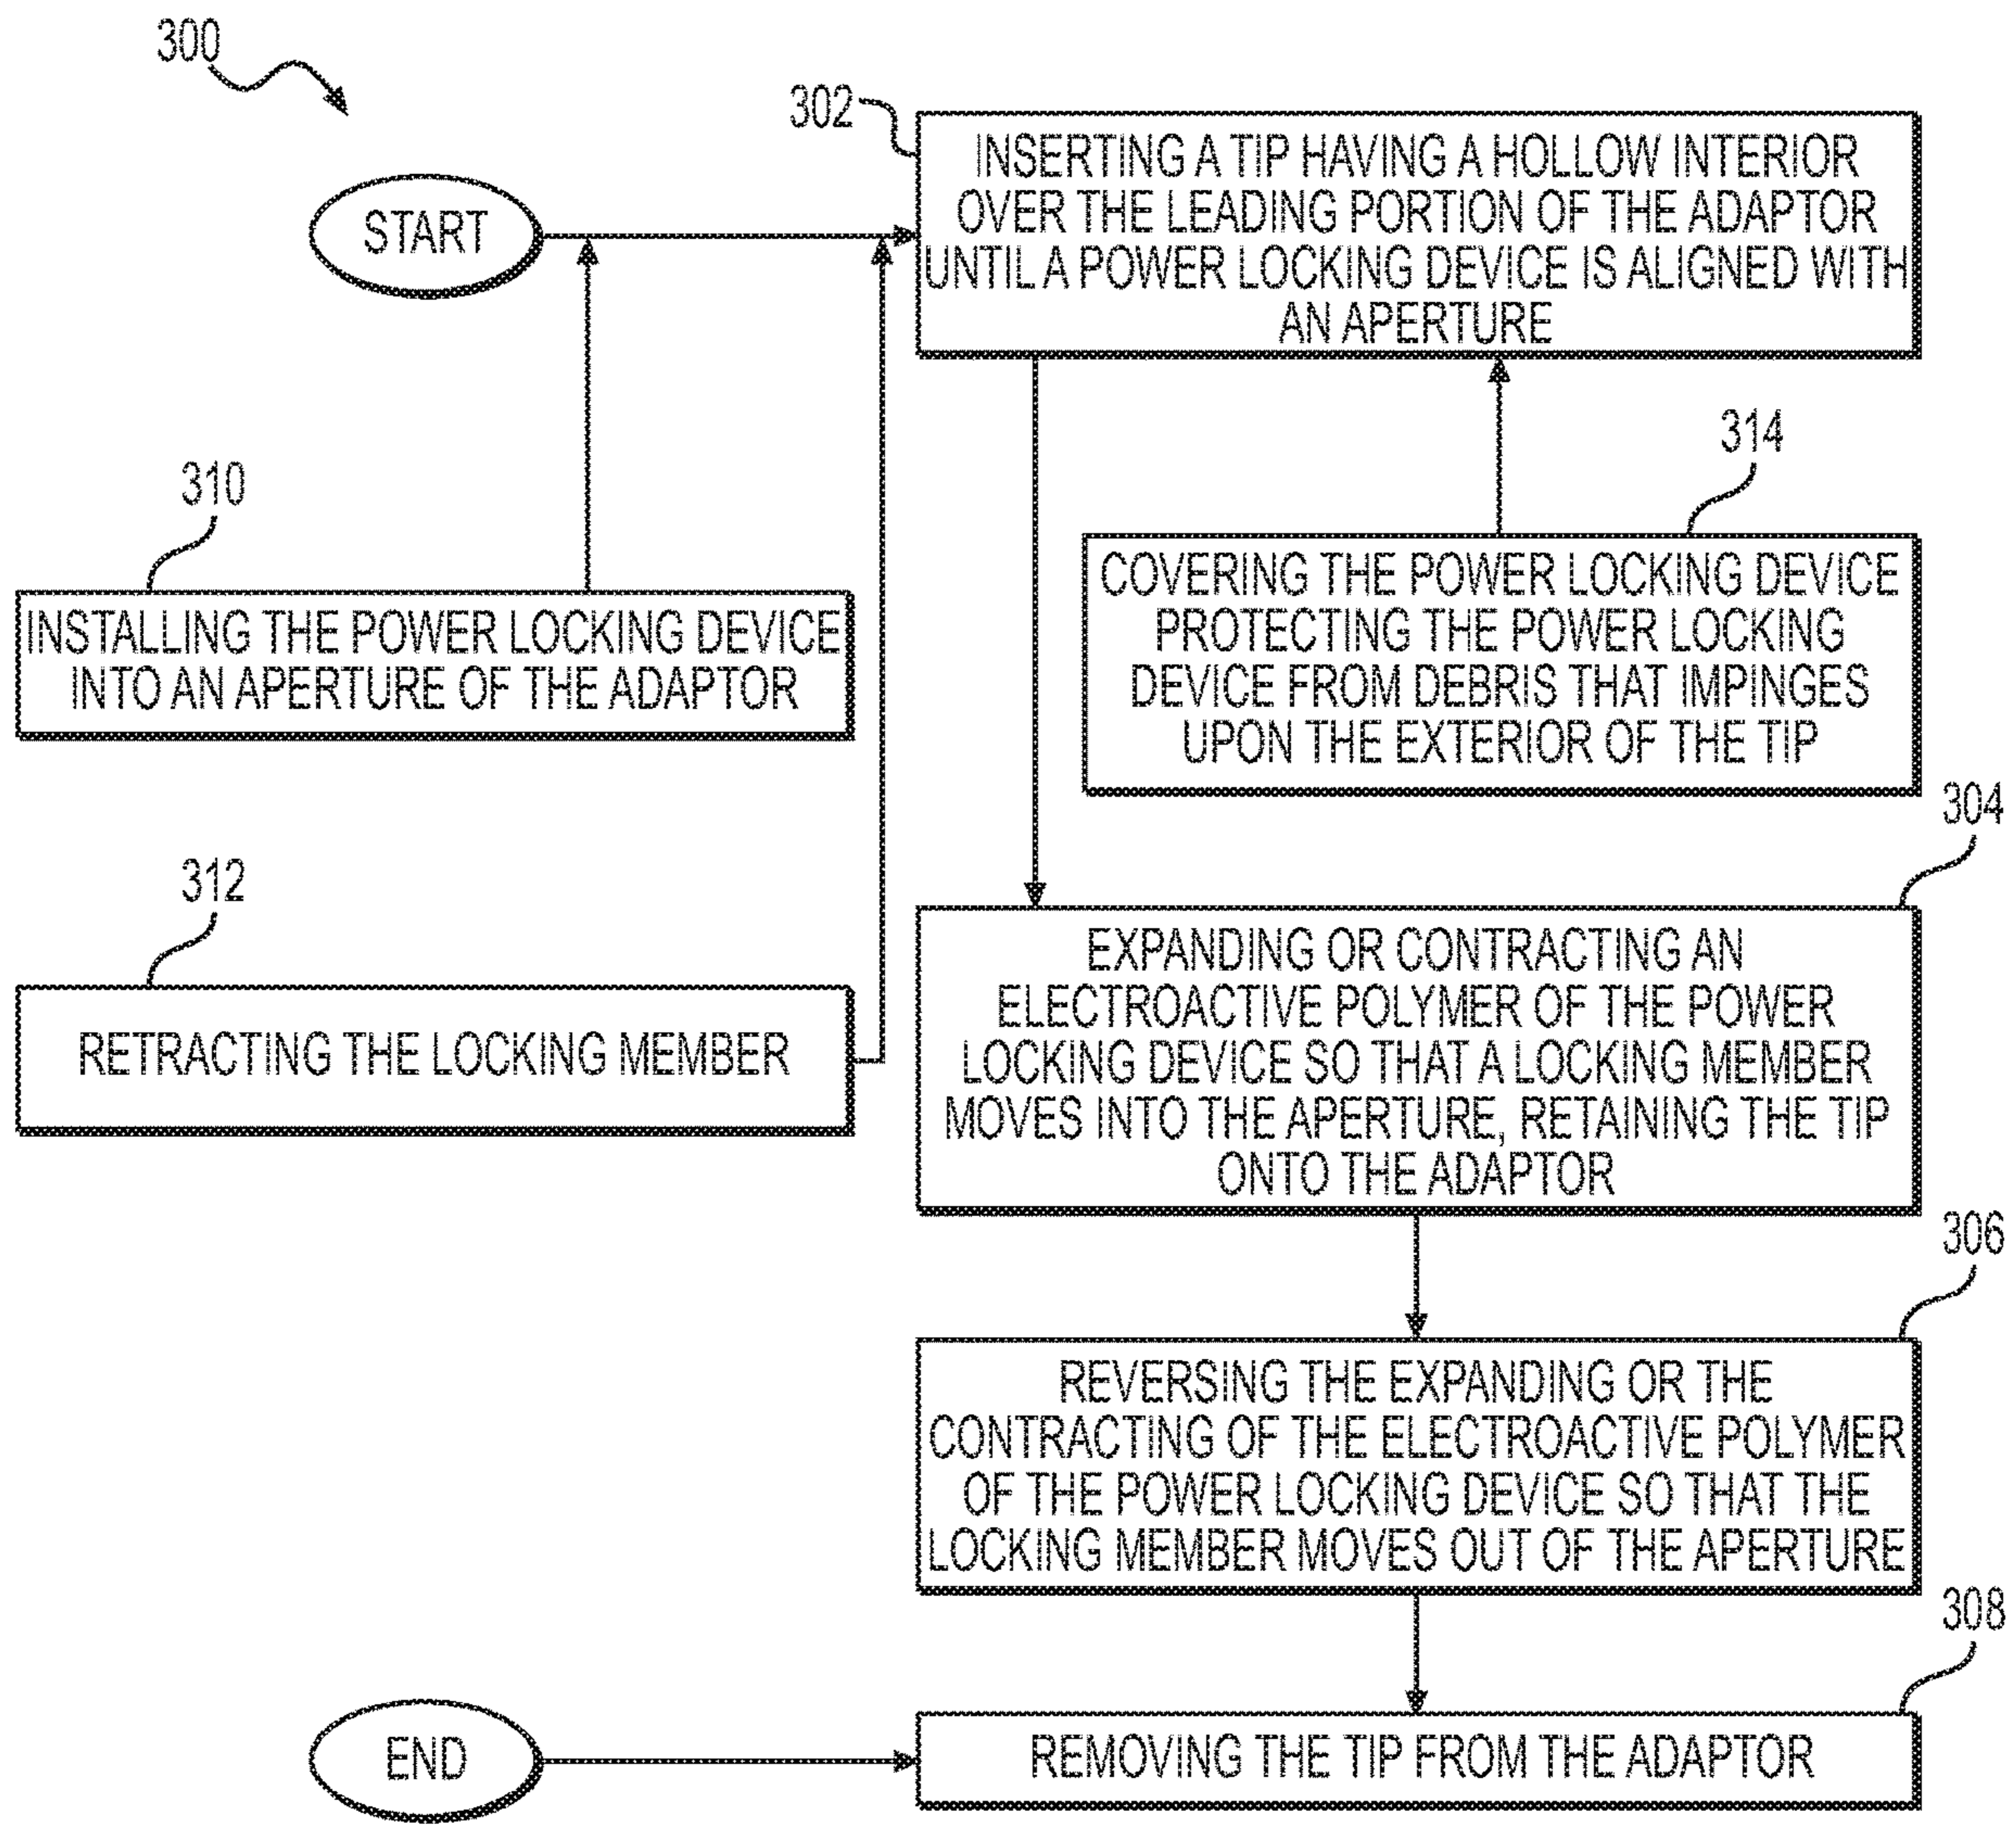 300
302
INSERTING A TIP HAVING A HOLLOW INTERIOR
OVER THE LEADING PORTION OF THE ADAPTOR
UNTIL A POWER LOCKING DEVICE IS ALIGNED WITH
AN APERTURE
START
314
310
COVERING THE POWER LOCKING DEVICE
PROTECTING THE POWER LOCKING
DEVICE FROM DEBRIS THAT IMPINGES
UPON THE EXTERIOR OF THE TIP
INSTALLING THE POWER LOCKING DEVICE
INTO AN APERTURE OF THE ADAPTOR
304
312
EXPANDING OR CONTRACTING AN
ELECTROACTIVE POLYMER OF THE POWER
LOCKING DEVICE SO THAT A LOCKING MEMBER
MOVES INTO THE APERTURE, RETAINING THE TIP
ONTO THE ADAPTOR
RETRACTING THE LOCKING MEMBER
306
REVERSING THE EXPANDING OR THE
CONTRACTING OF THE ELECTROACTIVE POLYMER
OF THE POWER LOCKING DEVICE SO THAT THE
LOCKING MEMBER MOVES OUT OF THE APERTURE
308
END
REMOVING THE TIP FROM THE ADAPTOR